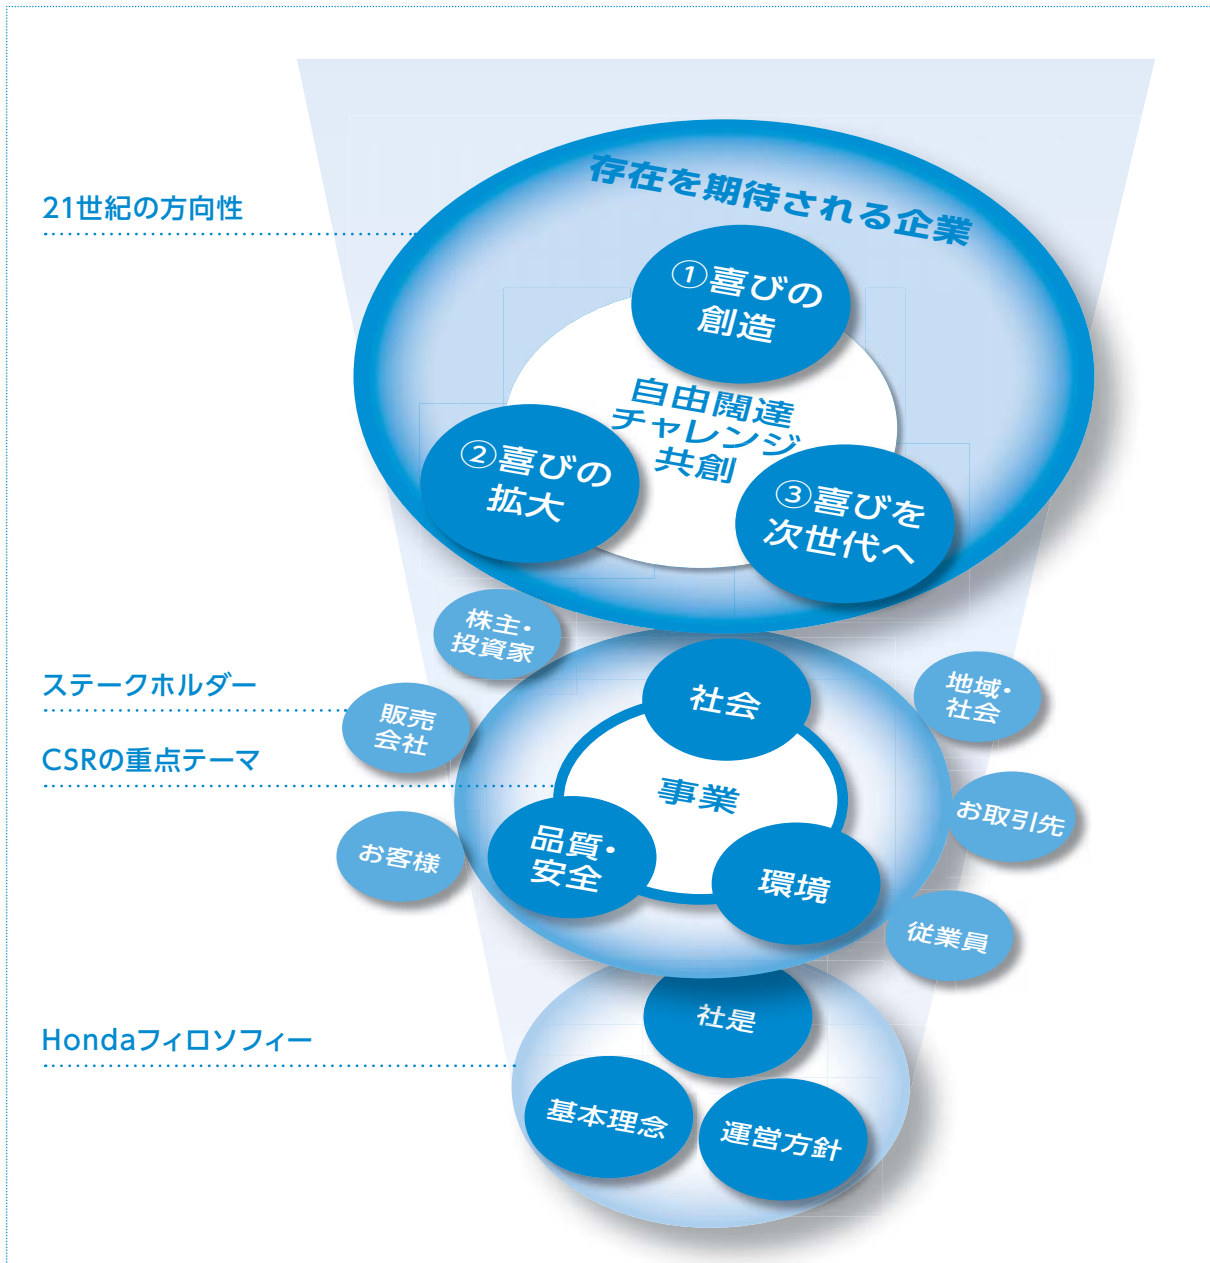 21世紀の方向性
存在を期待される企業
①喜びの
創造
自由闊達
チャレンジ
共創
②喜びの
拡大
③喜びを
次世代へ
ステークホルダー
株主・
投資家
販売
会社
お客様
地域・
社会
お取引先
従業員
CSRの重点テーマ
社会
事業
品質・
安全
環境
Hondaフィロソフィー
社是
基本理念
運営方針